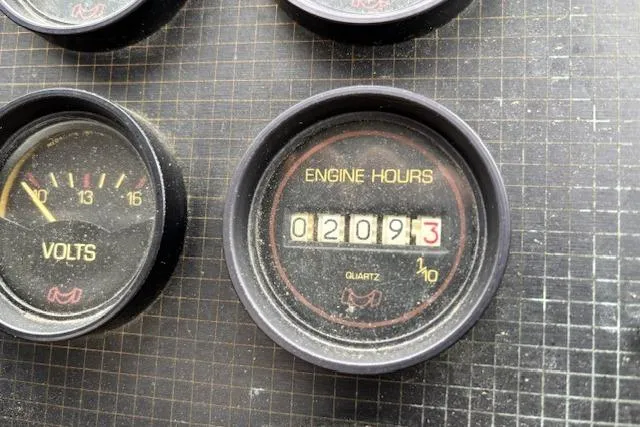 10 13 16
VOLTS
ENGINE HOURS
02093
1/10
QUARTZ